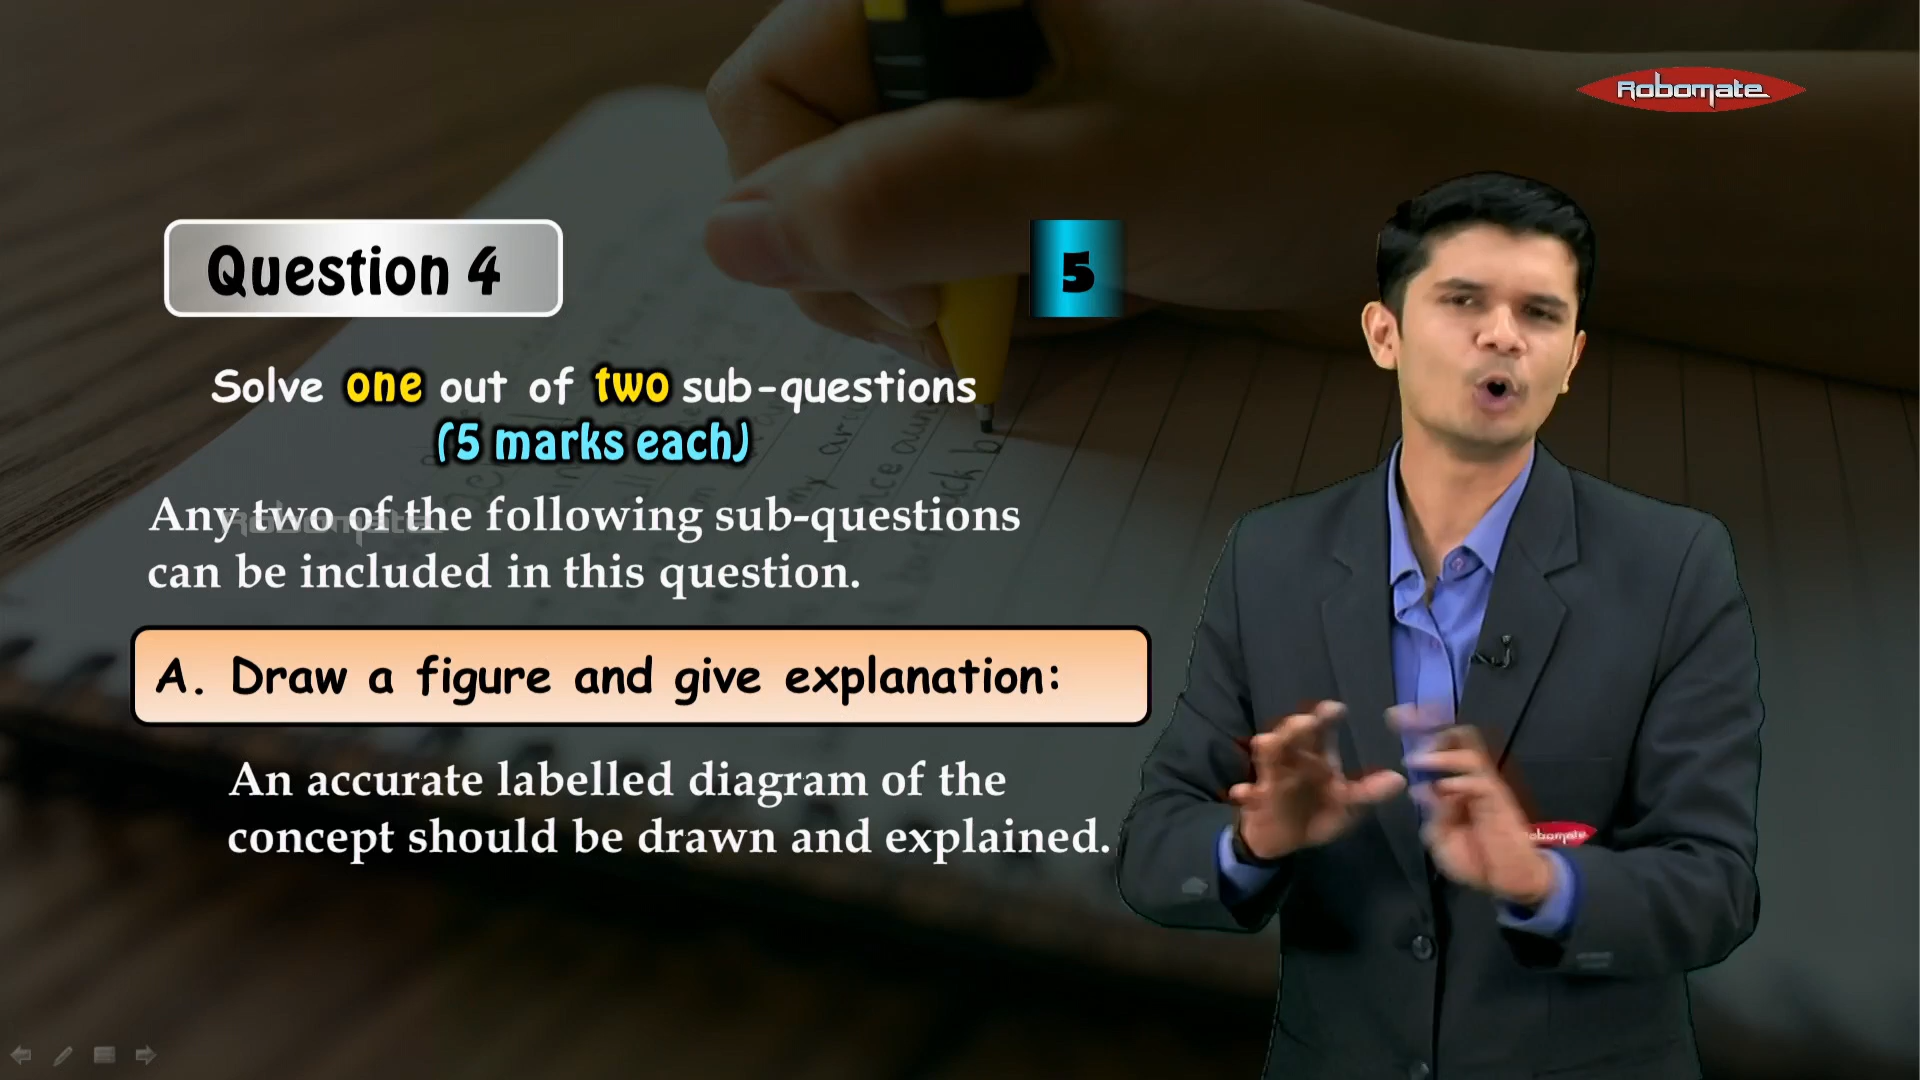 Robomate
Question 4
5
Solve one out of two sub-questions
(5 marks each)
Any two of the following sub-questions
Robomate
can be included in this question.
A. Draw a figure and give explanation:
An accurate labelled diagram of the
concept should be drawn and explained.
Robomate